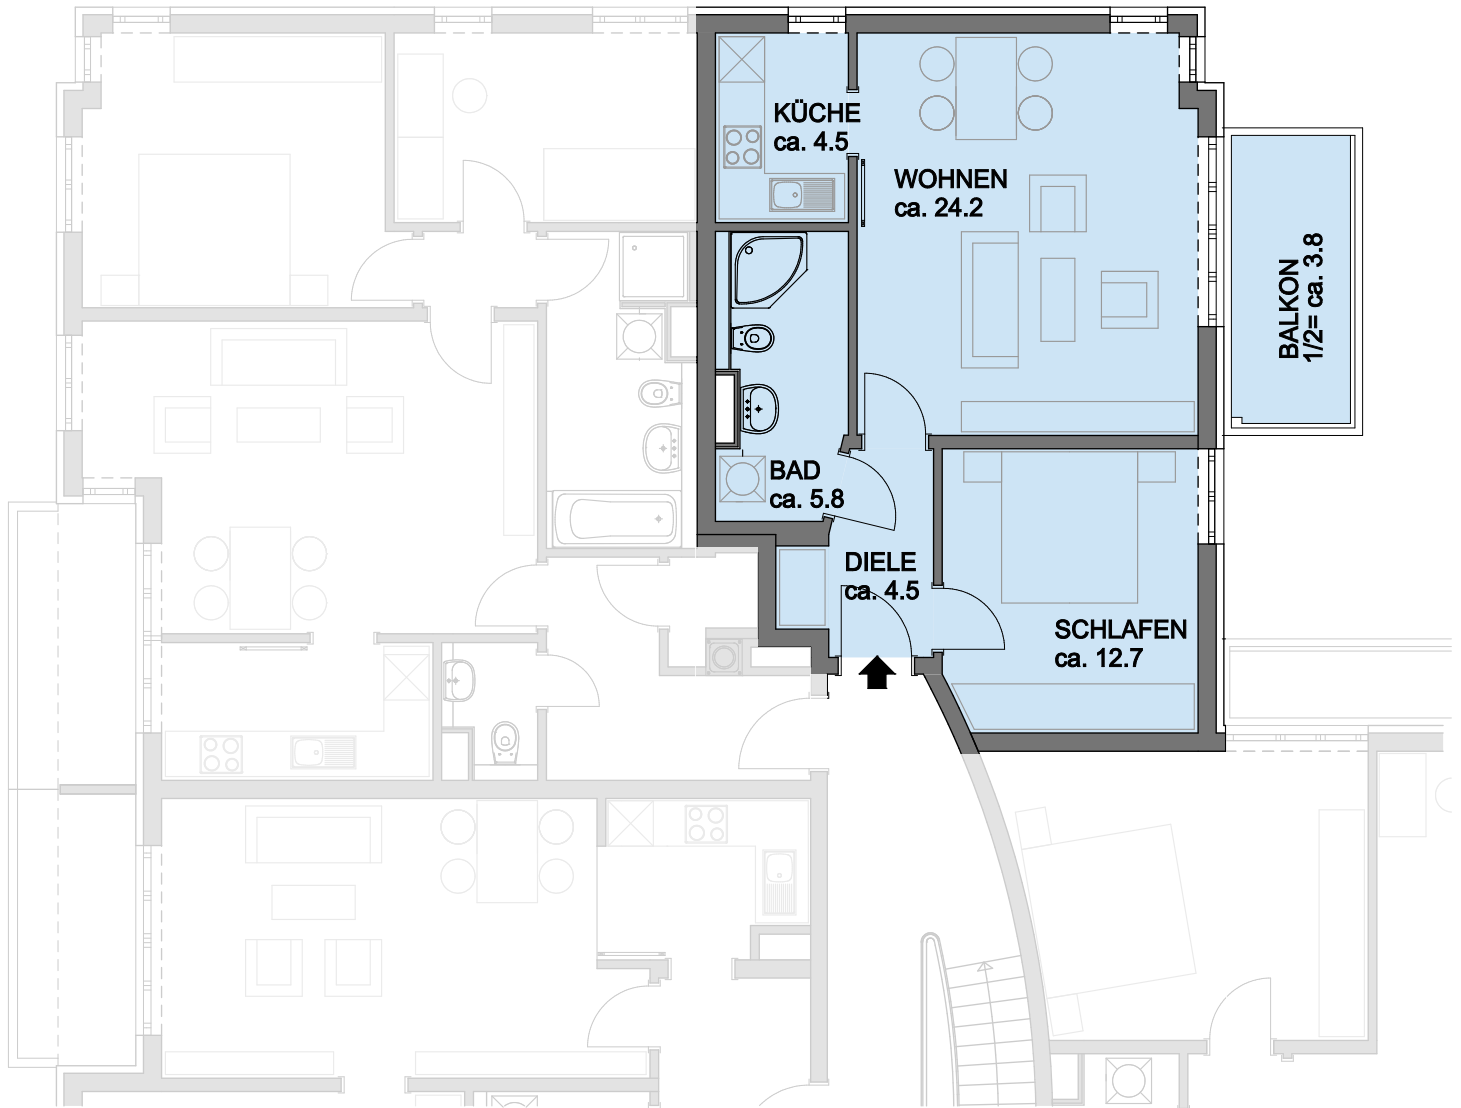 KÜCHE
ca. 4.5
WOHNEN
ca. 24.2
BALKON
1/2= ca. 3.8
BAD
ca. 5.8
DIELE
ca. 4.5
SCHLAFEN
ca. 12.7